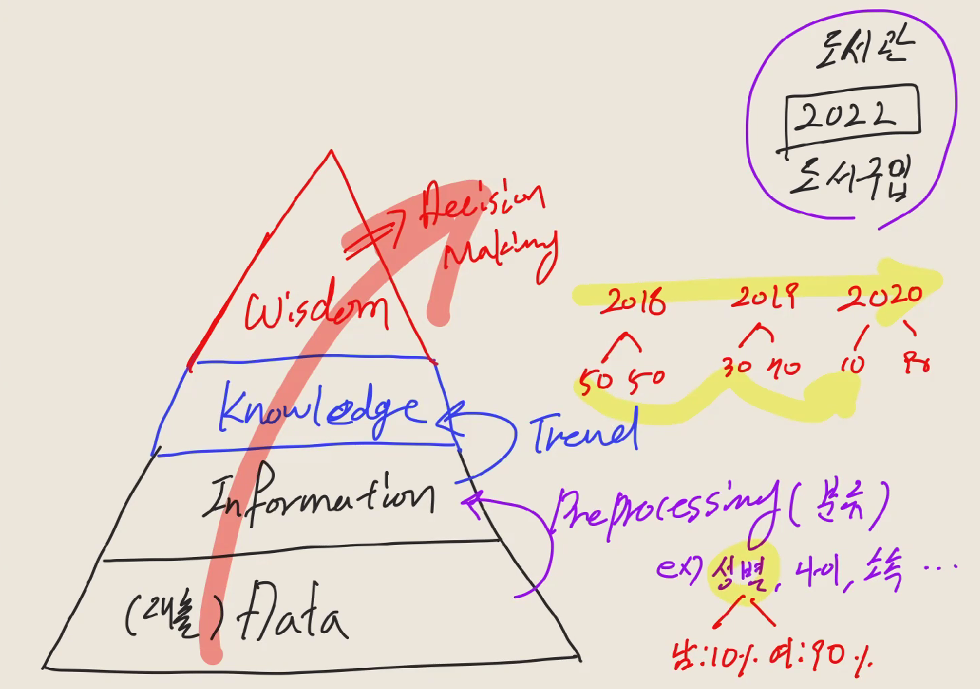 도서관
2022
도서구입
⇒ Decision
Making
Wisdom
2018 2019 2020
50 50 30 70 10
Knowledge
Trend
Information
Preprocessing (분류)
ex) 성별, 나이, 소속 ...
(대출) Data
남:10% 여:90%